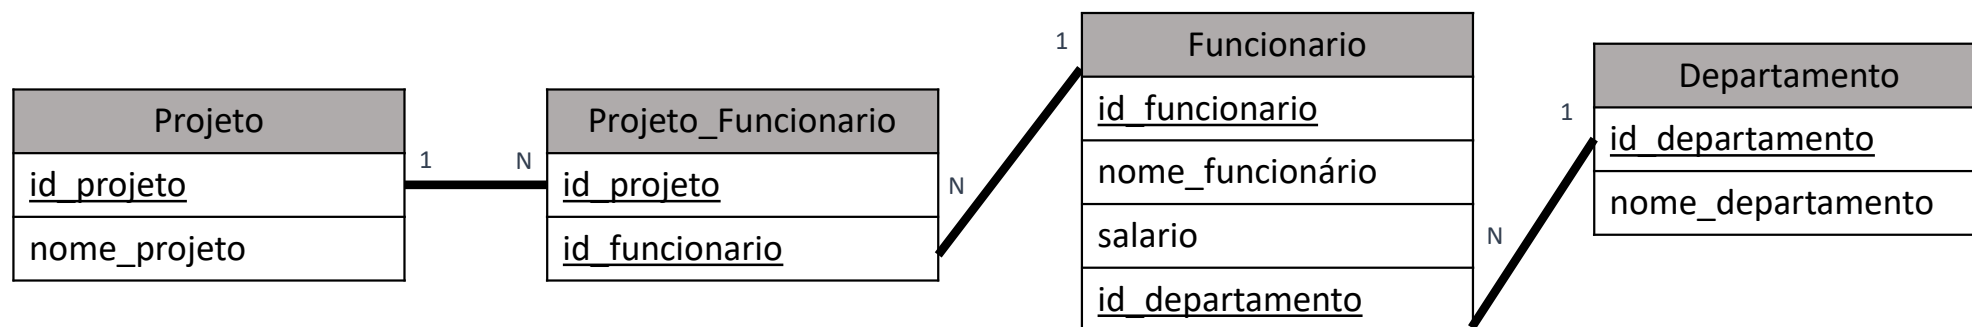 Projeto
id_projeto
nome_projeto
1
N
Projeto_Funcionario
id_projeto
id_funcionario
N
1
Funcionario
id_funcionario
nome_funcionário
salario
id_departamento
N
1
Departamento
id_departamento
nome_departamento